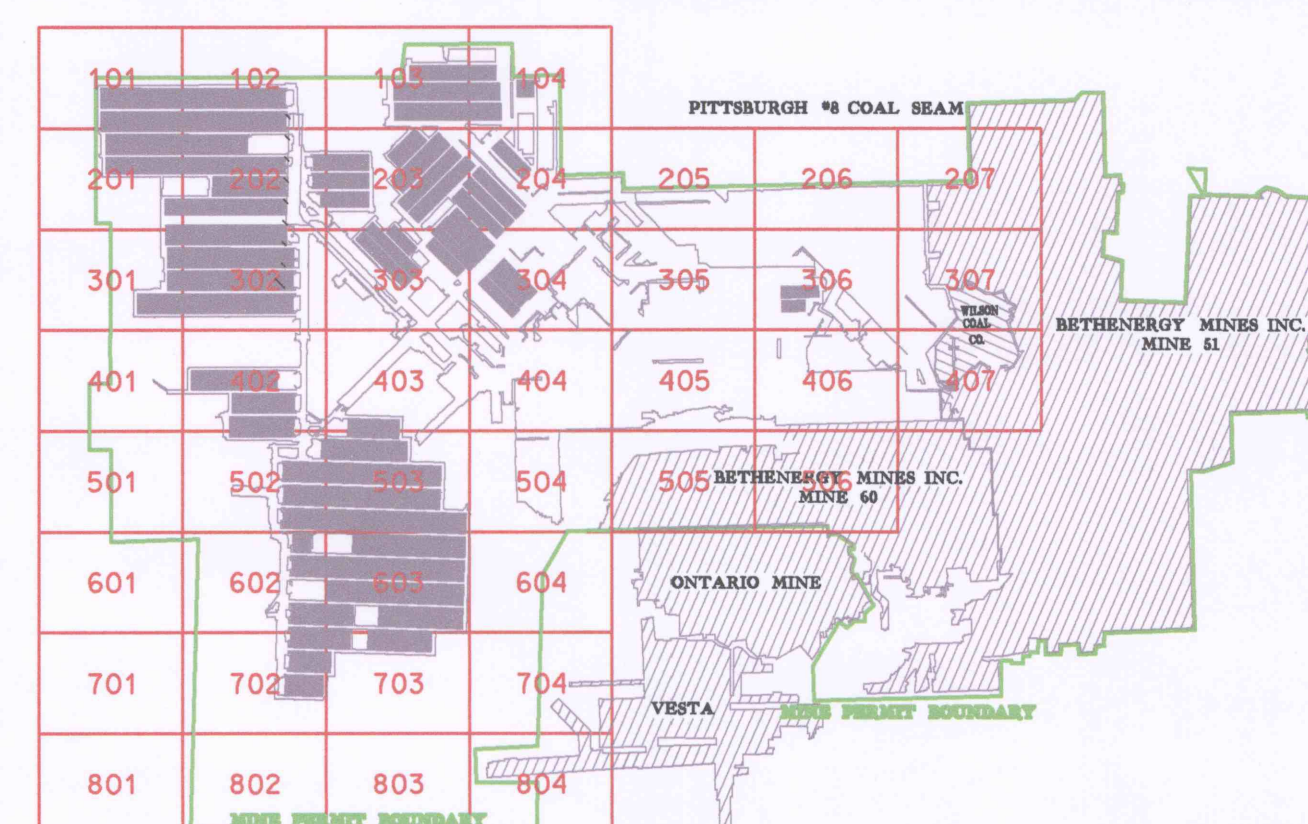 101 102 103 104
PITTSBURGH #8 COAL SEAM
201 202 203 204 205 206 207
301 302 303 304 305 306 307
WILSON
COAL
CO.
BETHENERGY MINES INC.
MINE 51
401 402 403 404 405 406 407
501 502 503 504 505 506
BETHENERGY MINES INC.
MINE 60
601 602 603 604
ONTARIO MINE
701 702 703 704
VESTA
MINE PERMIT BOUNDARY
801 802 803 804
MINE PERMIT BOUNDARY